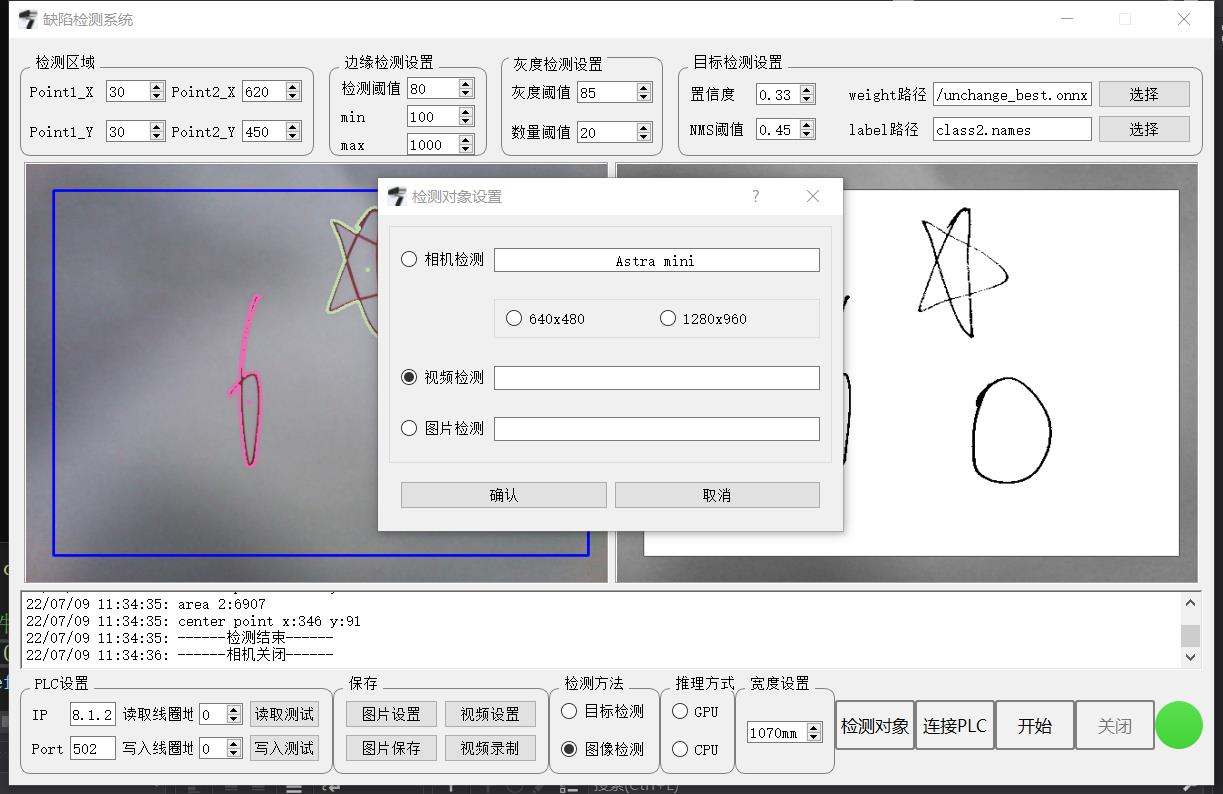 缺陷检测系统
检测区域
Point1_X 30 Point2_X 620
Point1_Y 30 Point2_Y 450
边缘检测设置
检测阈值 80
min 100
max 1000
灰度检测设置
灰度阈值 85
数量阈值 20
目标检测设置
置信度 0.33 weight路径 /unchange_best.onnx 选择
NMS阈值 0.45 label路径 class2.names 选择
检测对象设置 ?
相机检测 Astra mini
640x480 1280x960
视频检测
图片检测
确认 取消
22/07/09 11:34:35: area 2:6907
22/07/09 11:34:35: center point x:346 y:91
22/07/09 11:34:35: ------检测结束------
22/07/09 11:34:36: ------相机关闭------
PLC设置
IP 8.1.2 读取线圈地 0 读取测试
Port 502 写入线圈地 0 写入测试
保存
图片设置 视频设置
图片保存 视频录制
检测方法
目标检测
图像检测
推理方式
GPU
CPU
宽度设置
1070mm
检测对象 连接PLC 开始 关闭